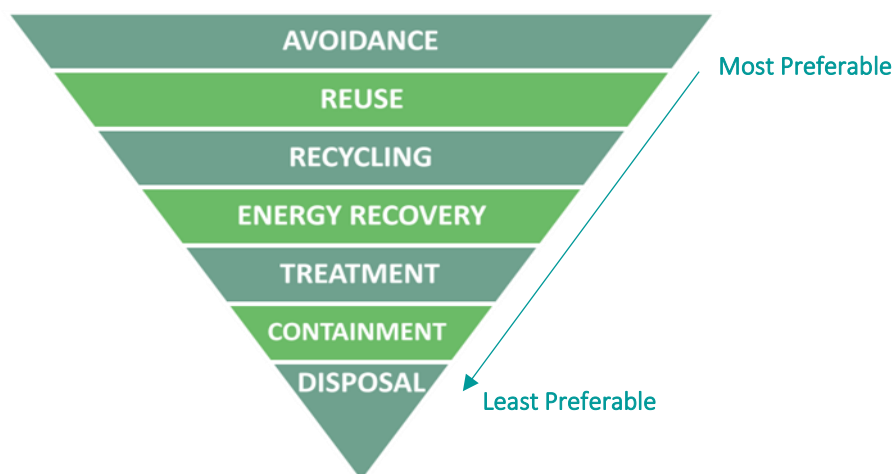 AVOIDANCE
Most Preferable
REUSE
RECYCLING
ENERGY RECOVERY
TREATMENT
CONTAINMENT
DISPOSAL
Least Preferable